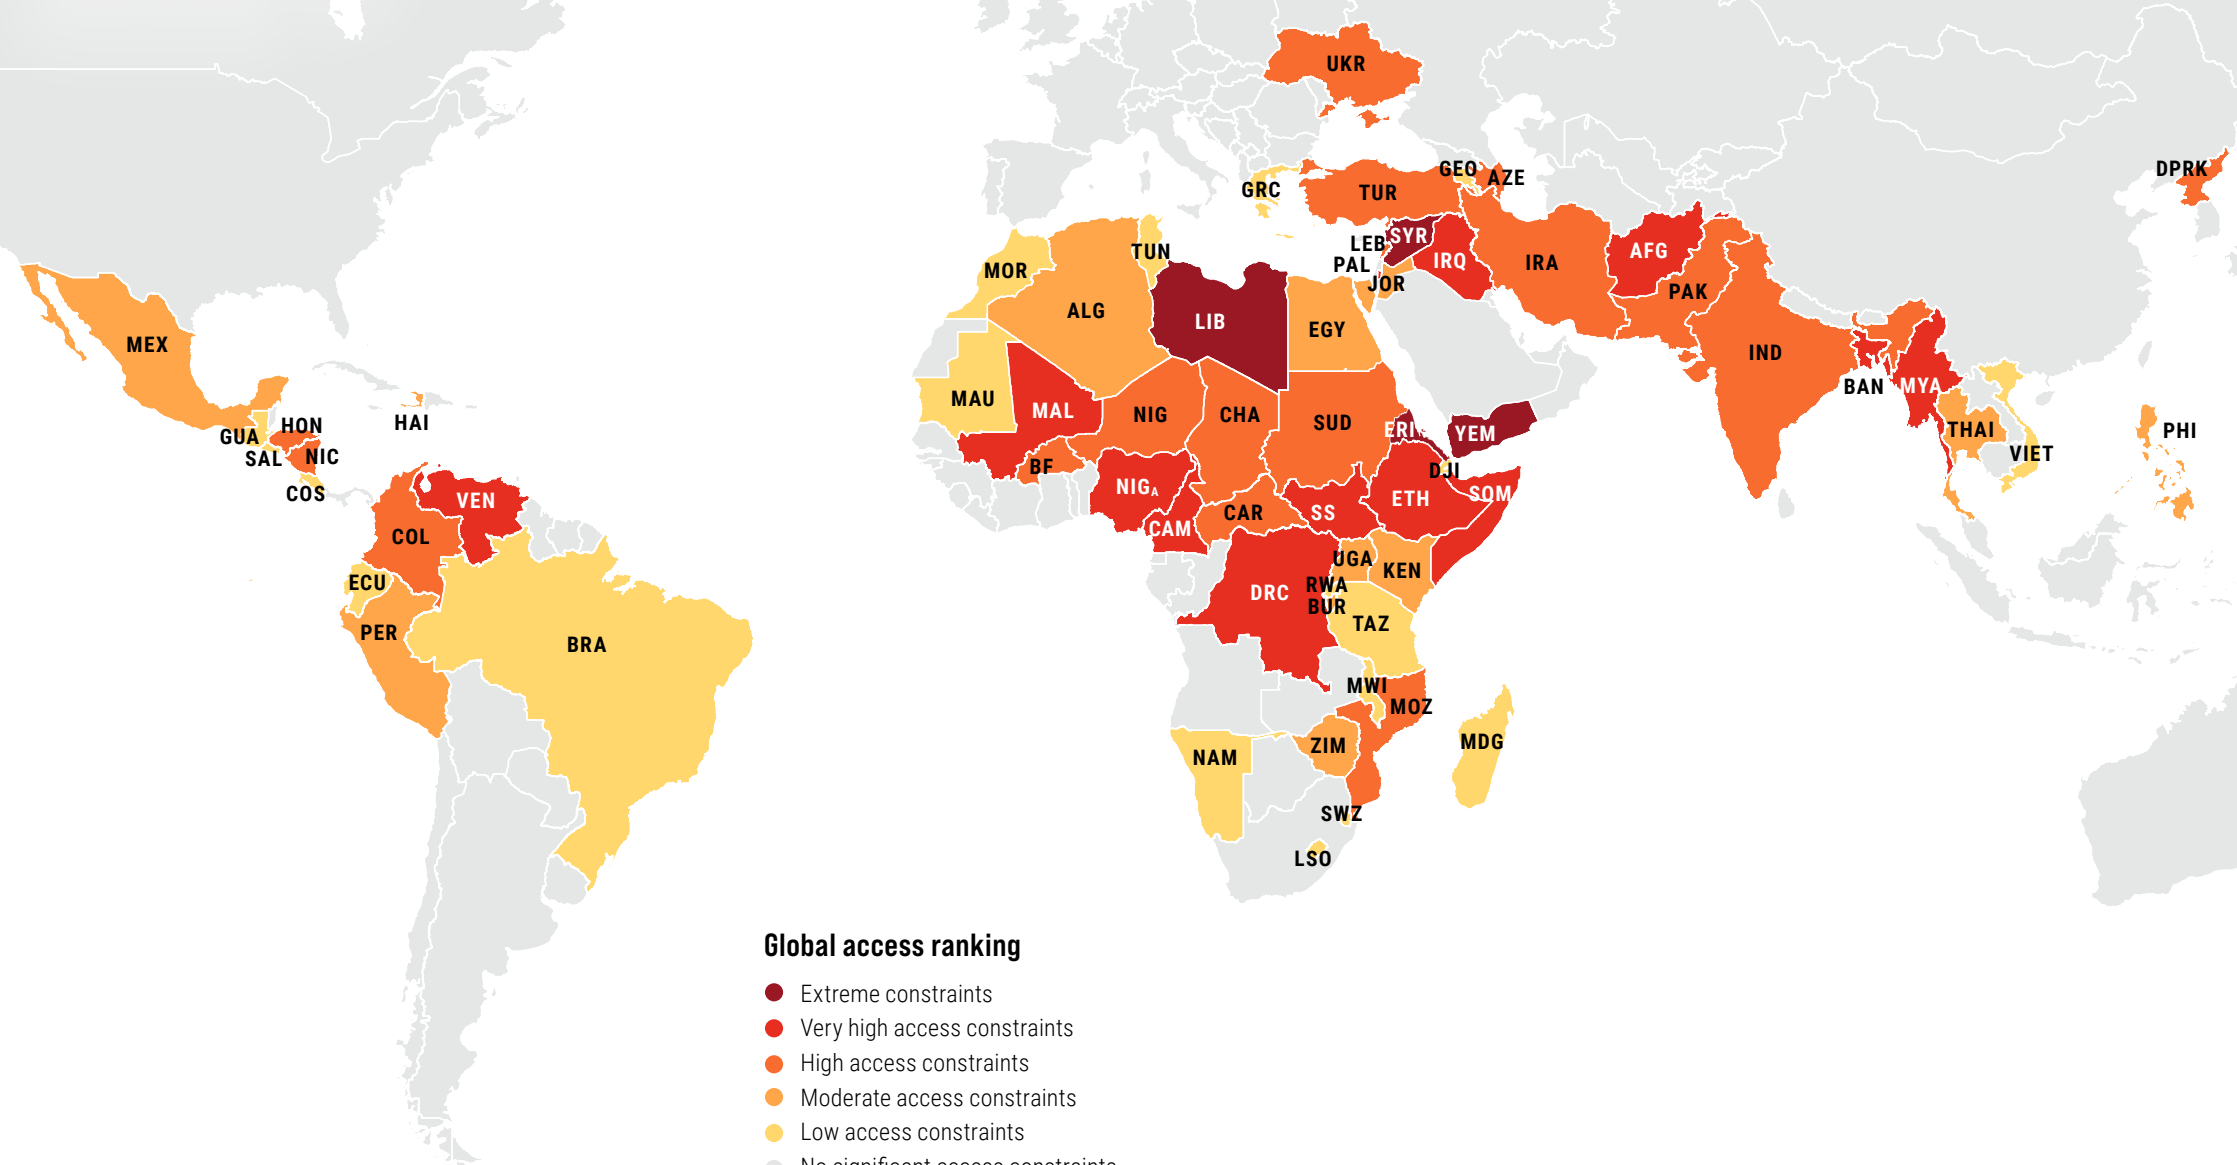 UKR
DPRK
GEO
AZE
GRC
TUR
LEB
SYR
TUN
PAL
IRQ
AFG
MOR
IRA
JOR
PAK
ALG
LIB
EGY
MEX
IND
BAN
MYA
MAU
MAL
NIG
CHA
SUD
ERI
YEM
HAI
HON
GUA
THAI
PHI
SAL
NIC
BF
DJI
VIET
COS
VEN
NIGA
ETH
SOM
CAR
SS
CAM
COL
UGA
KEN
ECU
DRC
RWA
BUR
PER
TAZ
BRA
MWI
MOZ
NAM
ZIM
MDG
SWZ
LSO
Global access ranking
Extreme constraints
Very high access constraints
High access constraints
Moderate access constraints
Low access constraints
No significant access constraints